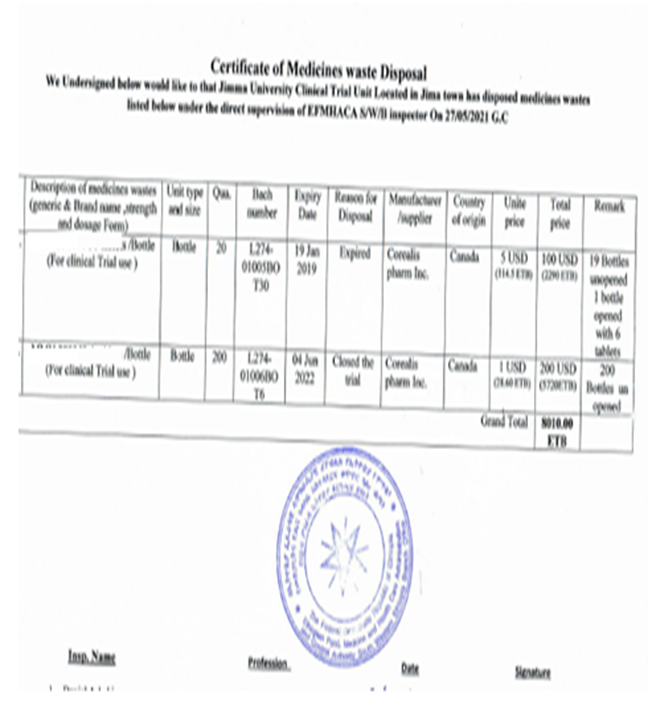 Certificate of Medicines waste Disposal
We Undersigned below would like to that Jimma University Clinical Trial Unit Located in Jima town has disposed medicines wastes
listed below under the direct supervision of EFMHACA S/W/B inspector On 27/05/2021 G.C
Description of medicines wastes (generic & Brand name ,strength and dosage Form) Unit type and size Qua. Bach number Expiry Date Reason for Disposal Manufacturer /supplier Country of origin Unite price Total price Remark
s /Bottle (For clinical Trial use ) Bottle 20 L274-01005BO T30 19 Jan 2019 Expired Corealis pharm Inc. Canada 5 USD (114.5 ETB) 100 USD (2290 ETB) 19 Bottles unopened 1 bottle opened with 6 tablets
/Bottle (For clinical Trial use ) Bottle 200 L274-01006BO T6 04 Jun 2022 Closed the trial Corealis pharm Inc. Canada 1 USD (28.60 ETB) 200 USD (5720ETB) 200 Bottles un opened
Grand Total 8010.00 ETB
Insp. Name Profession Date Signature